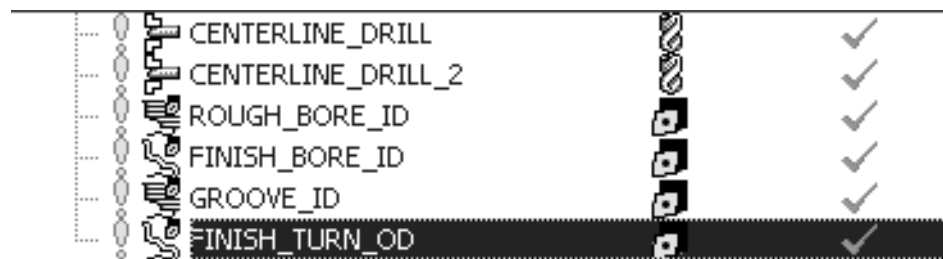 CENTERLINE_DRILL
CENTERLINE_DRILL_2
ROUGH_BORE_ID
FINISH_BORE_ID
GROOVE_ID
FINISH_TURN_OD